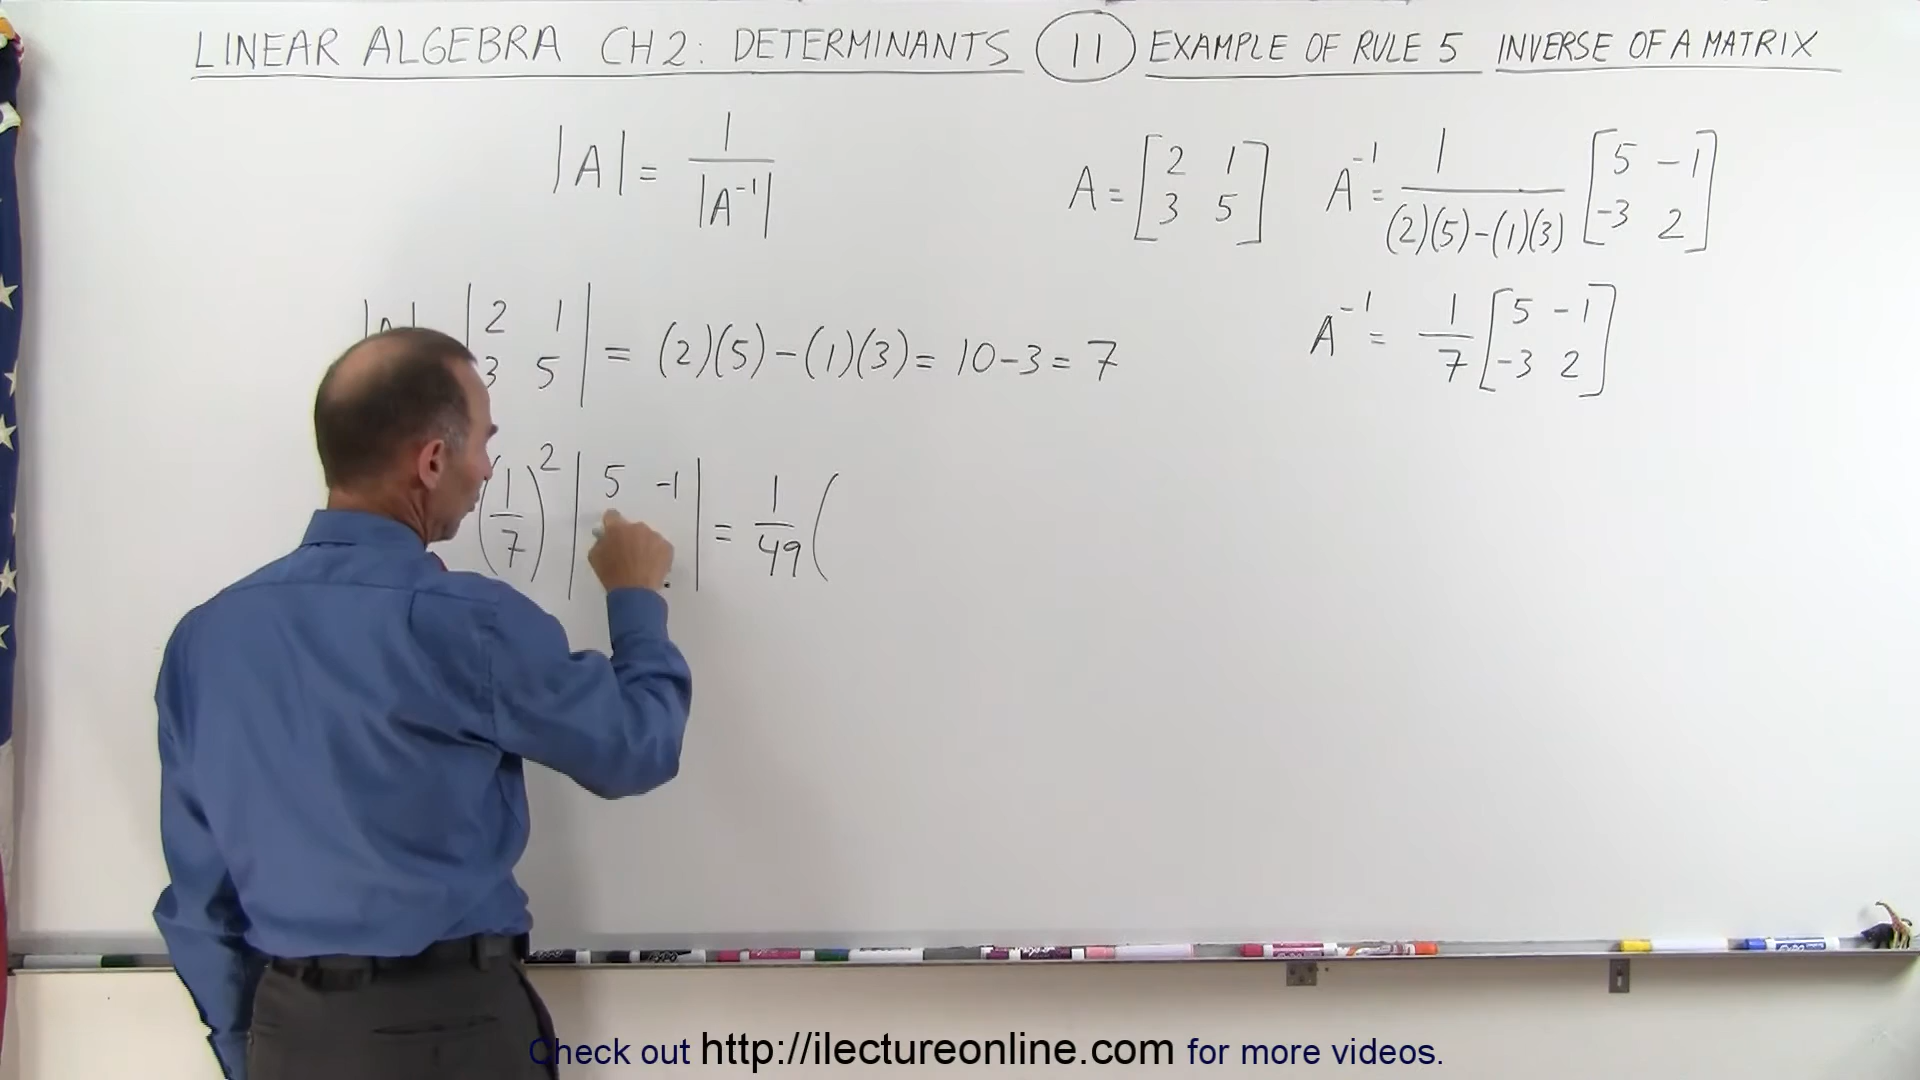 LINEAR ALGEBRA CH2: DETERMINANTS 11 EXAMPLE OF RULE 5 INVERSE OF A MATRIX
|A| = 1/|A⁻¹|
A = [2 1; 3 5] A⁻¹ = 1/((2)(5)-(1)(3)) [5 -1; -3 2]
A⁻¹ = 1/7 [5 -1; -3 2]
|2 1; 3 5| = (2)(5)-(1)(3) = 10-3 = 7
(1/7)² |5 -1| = 1/49 (
Check out http://ilectureonline.com for more videos.